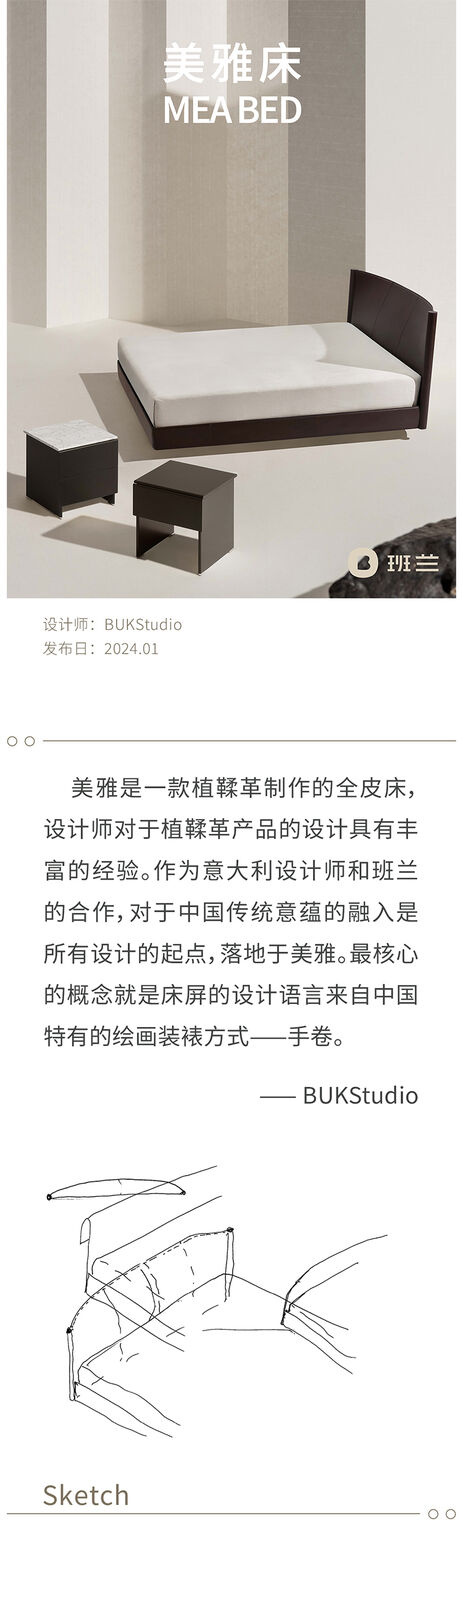 美雅床
MEA BED
班兰
设计师：BUKStudio
发布日：2024.01
美雅是一款植鞣革制作的全皮床，
设计师对于植鞣革产品的设计具有丰
富的经验。作为意大利设计师和班兰
的合作，对于中国传统意蕴的融入是
所有设计的起点，落地于美雅。最核心
的概念就是床屏的设计语言来自中国
特有的绘画装裱方式——手卷。
—— BUKStudio
Sketch